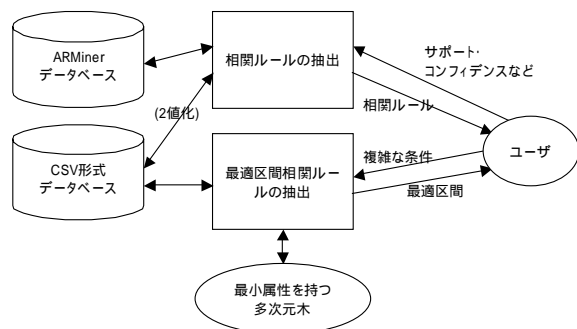 ARMiner
データベース
相関ルールの抽出
サポート・
コンフィデンスなど
(2値化)
相関ルール
CSV形式
データベース
最適区間相関ルー
ルの抽出
複雑な条件
最適区間
ユーザ
最小属性を持つ
多次元木